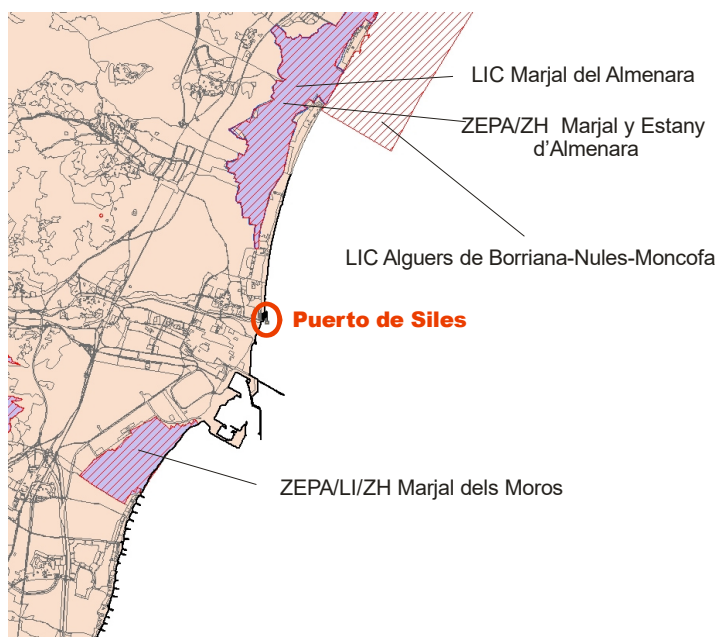 LIC Marjal del Almenara
ZEPA/ZH Marjal y Estany
d'Almenara
LIC Alguers de Borriana-Nules-Moncofa
Puerto de Siles
ZEPA/LI/ZH Marjal dels Moros